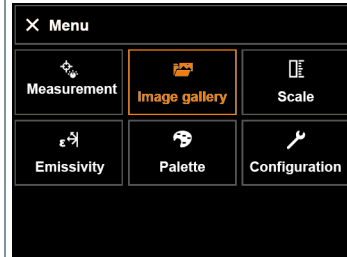 Menu
Measurement
Image gallery
Scale
ε
Emissivity
Palette
Configuration